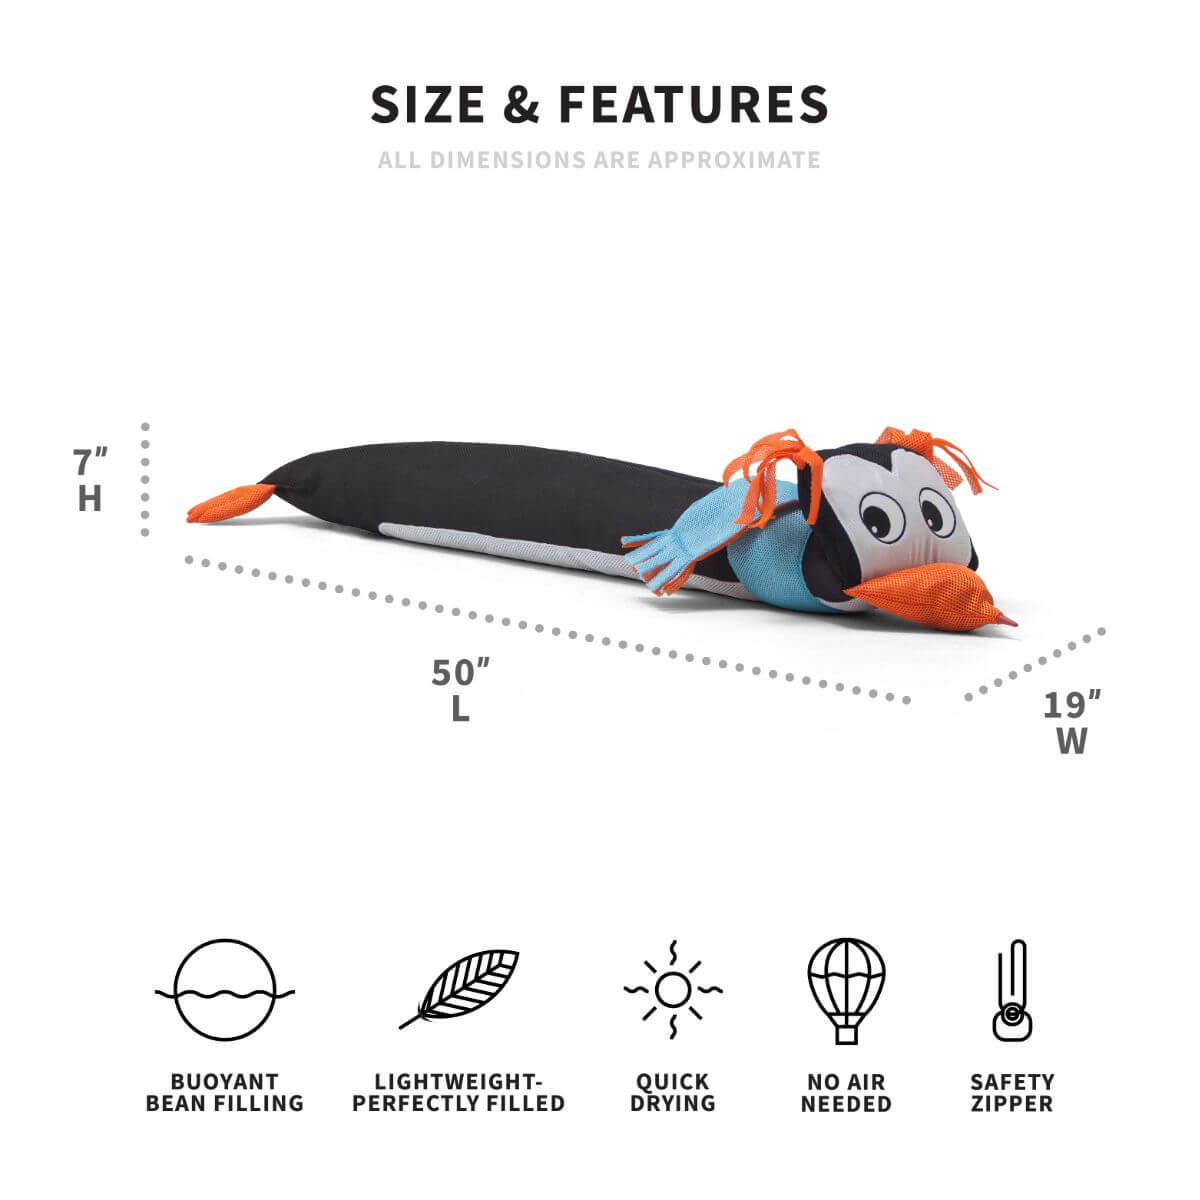 SIZE & FEATURES
ALL DIMENSIONS ARE APPROXIMATE
7″
H
50″
L
19″
W
BUOYANT
BEAN FILLING
LIGHTWEIGHT-
PERFECTLY FILLED
QUICK
DRYING
NO AIR
NEEDED
SAFETY
ZIPPER